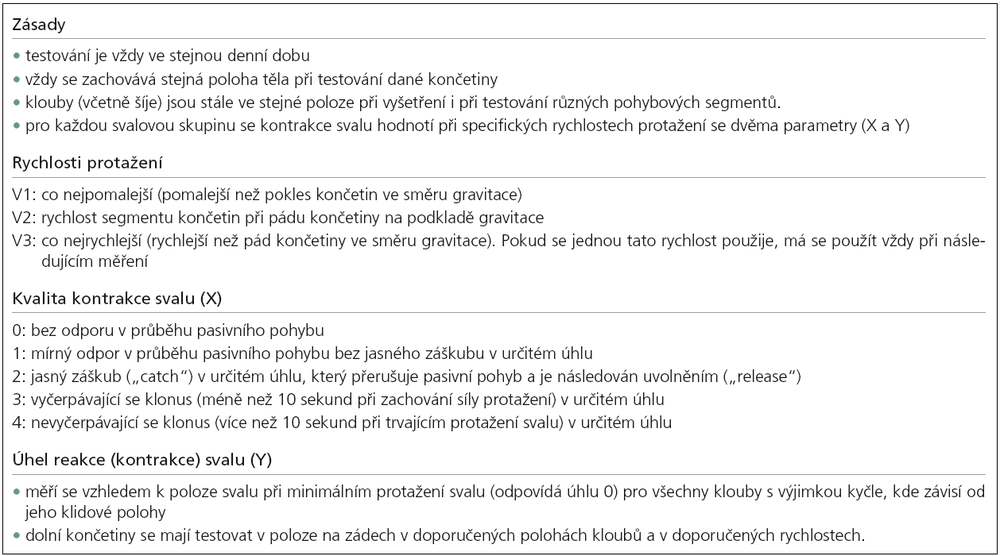 Zásady
• testování je vždy ve stejnou denní dobu
• vždy se zachovává stejná poloha těla při testování dané končetiny
• klouby (včetně šíje) jsou stále ve stejné poloze při vyšetření i při testování různých pohybových segmentů.
• pro každou svalovou skupinu se kontrakce svalu hodnotí při specifických rychlostech protažení se dvěma parametry (X a Y)
Rychlosti protažení
V1: co nejpomalejší (pomalejší než pokles končetin ve směru gravitace)
V2: rychlost segmentu končetin při pádu končetiny na podkladě gravitace
V3: co nejrychlejší (rychlejší než pád končetiny ve směru gravitace). Pokud se jednou tato rychlost použije, má se použít vždy při násle-
dujícím měření
Kvalita kontrakce svalu (X)
0: bez odporu v průběhu pasivního pohybu
1: mírný odpor v průběhu pasivního pohybu bez jasného záškubu v určitém úhlu
2: jasný záškub („catch“) v určitém úhlu, který přerušuje pasivní pohyb a je následován uvolněním („release“)
3: vyčerpávající se klonus (méně než 10 sekund při zachování síly protažení) v určitém úhlu
4: nevyčerpávající se klonus (více než 10 sekund při trvajícím protažení svalu) v určitém úhlu
Úhel reakce (kontrakce) svalu (Y)
• měří se vzhledem k poloze svalu při minimálním protažení svalu (odpovídá úhlu 0) pro všechny klouby s výjimkou kyčle, kde závisí od
jeho klidové polohy
• dolní končetiny se mají testovat v poloze na zádech v doporučených polohách kloubů a v doporučených rychlostech.